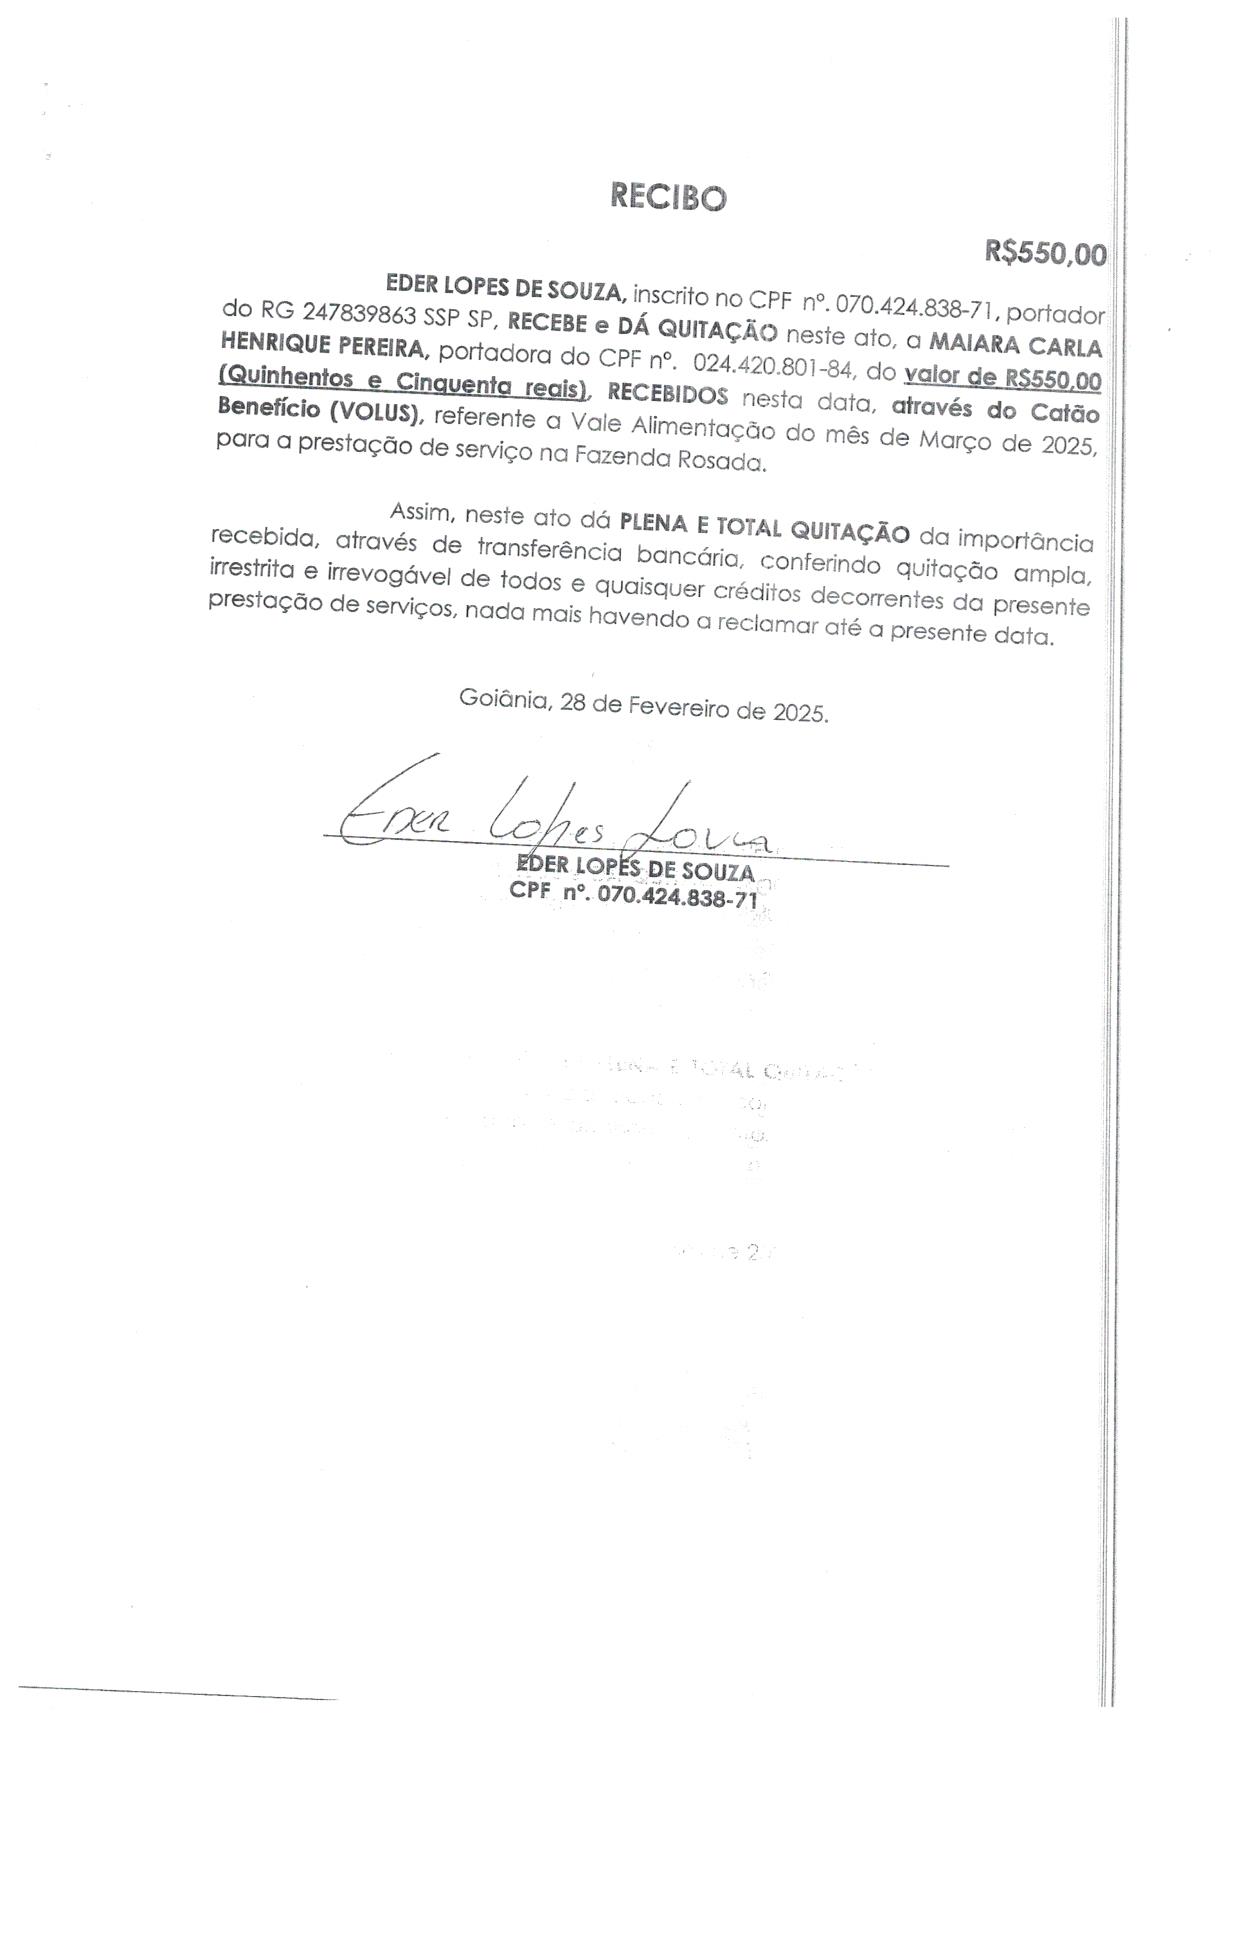 RECIBO
R$550,00
EDER LOPES DE SOUZA, inscrito no CPF nº. 070.424.838-71, portador
do RG 247839863 SSP SP, RECEBE e DÁ QUITAÇÃO neste ato, a MAIARA CARLA
HENRIQUE PEREIRA, portadora do CPF nº. 024.420.801-84, do valor de R$550,00
(Quinhentos e Cinquenta reais), RECEBIDOS nesta data, através do Catão
Benefício (VOLUS), referente a Vale Alimentação do mês de Março de 2025,
para a prestação de serviço na Fazenda Rosada.
Assim, neste ato dá PLENA E TOTAL QUITAÇÃO da importância
recebida, através de transferência bancária, conferindo quitação ampla,
irrestrita e irrevogável de todos e quaisquer créditos decorrentes da presente
prestação de serviços, nada mais havendo a reclamar até a presente data.
Goiânia, 28 de Fevereiro de 2025.
Eder Lopes Souza
EDER LOPES DE SOUZA
CPF nº. 070.424.838-71
E TOTAL